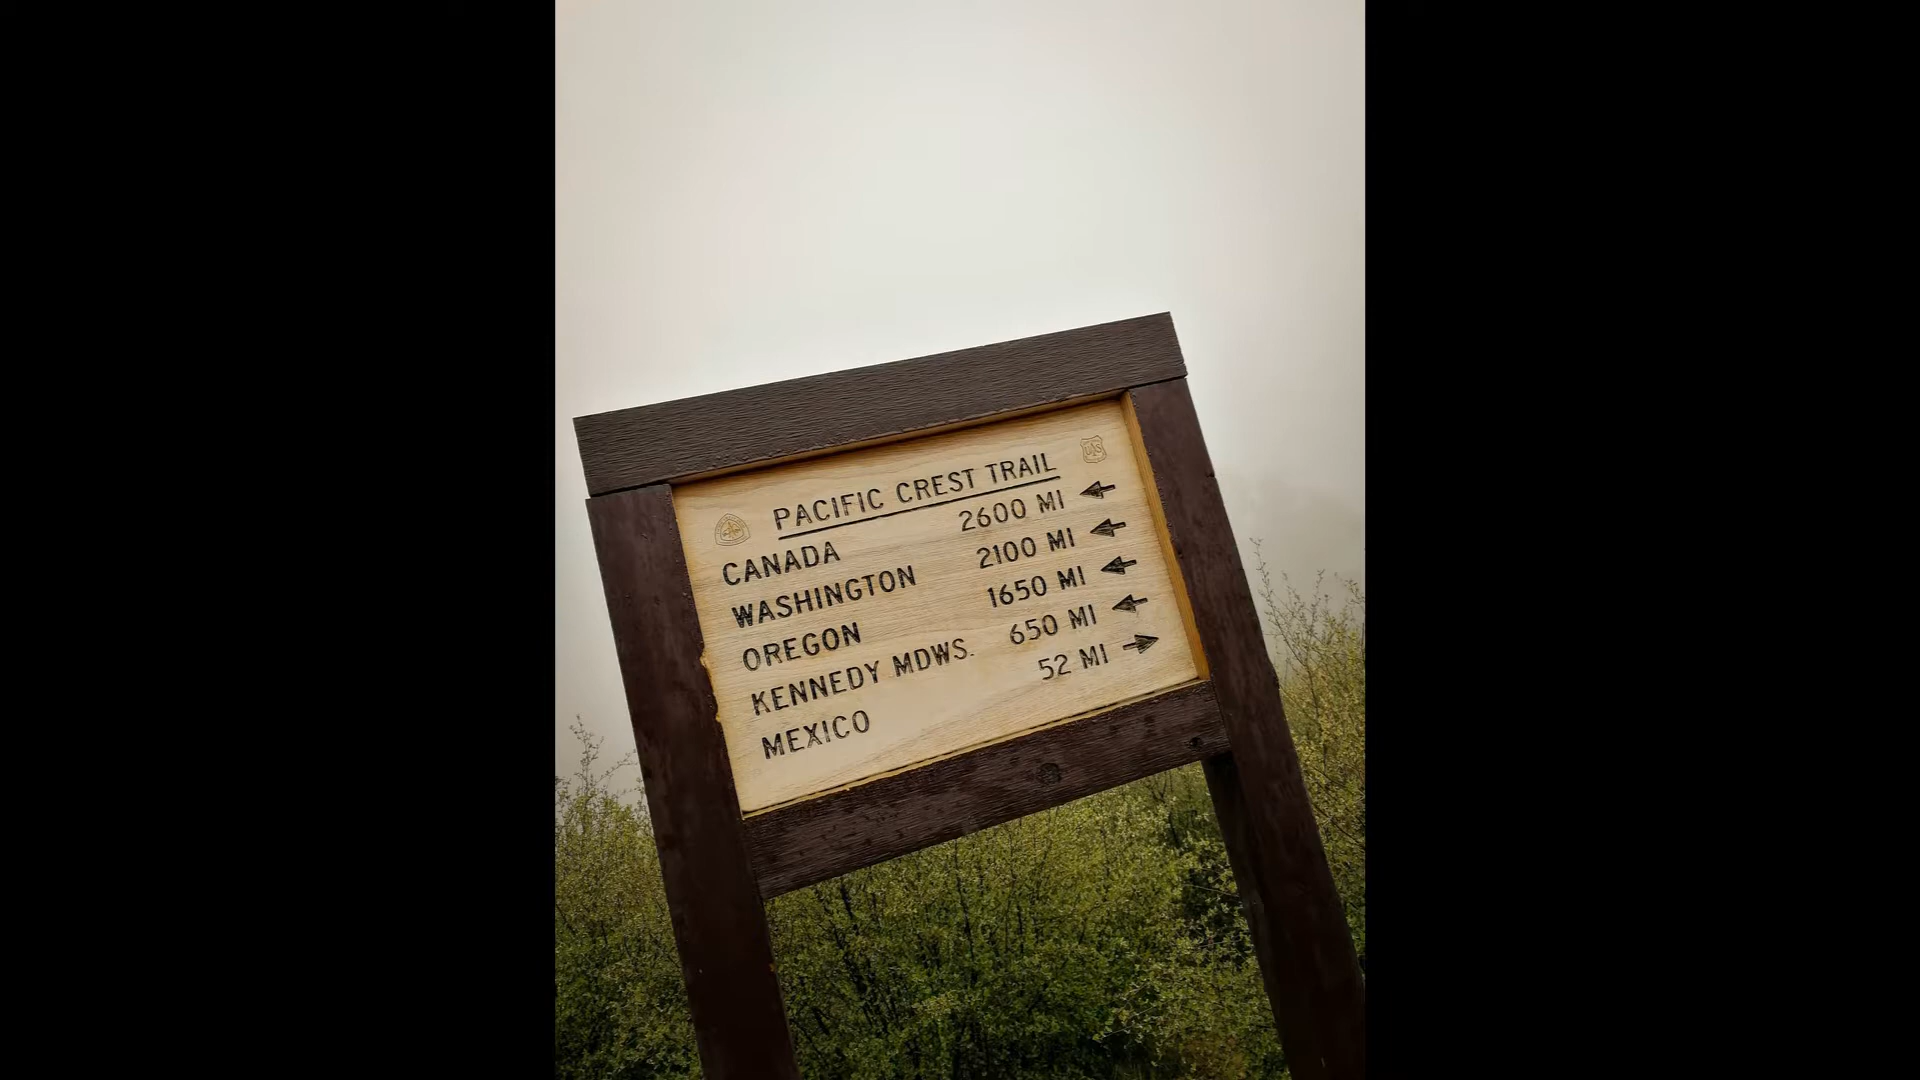 PACIFIC CREST TRAIL
CANADA 2600 MI
WASHINGTON 2100 MI
OREGON 1650 MI
KENNEDY MDWS. 650 MI
MEXICO 52 MI